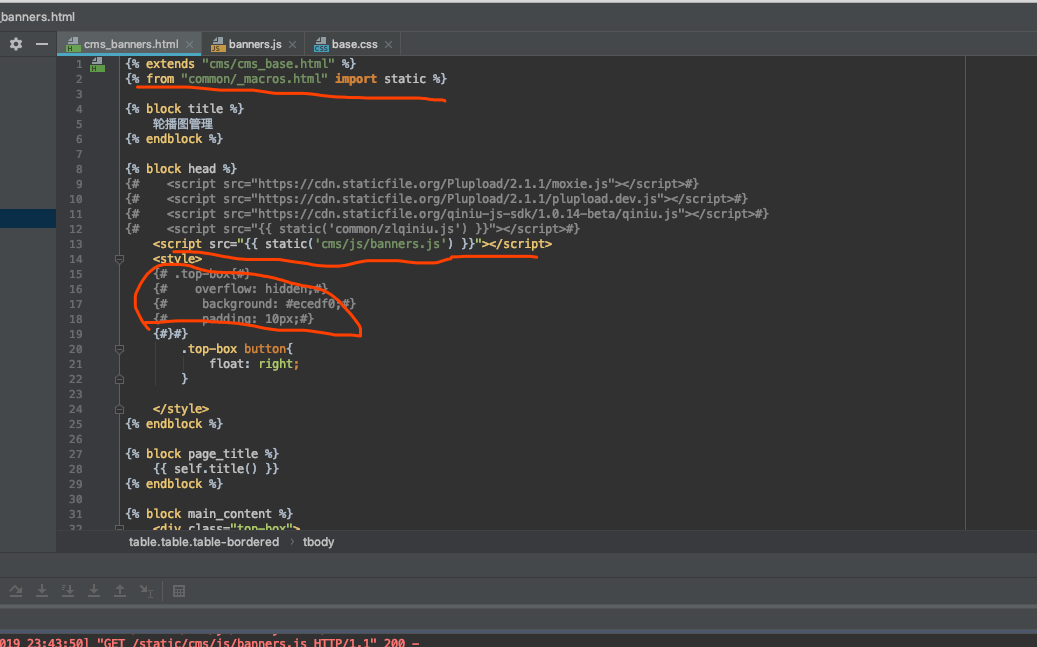 _banners.html
cms_banners.html
banners.js
base.css
1 {% extends "cms/cms_base.html" %}
2 {% from "common/_macros.html" import static %}
3
4 {% block title %}
5 轮播图管理
6 {% endblock %}
7
8 {% block head %}
9 {# <script src="https://cdn.staticfile.org/Plupload/2.1.1/moxie.js"></script>#}
10 {# <script src="https://cdn.staticfile.org/Plupload/2.1.1/plupload.dev.js"></script>#}
11 {# <script src="https://cdn.staticfile.org/qiniu-js-sdk/1.0.14-beta/qiniu.js"></script>#}
12 {# <script src="{{ static('common/zlqiniu.js') }}"></script>#}
13 <script src="{{ static('cms/js/banners.js') }}"></script>
14 <style>
15 {# .top-box{#}
16 {# overflow: hidden;#}
17 {# background: #ecedf0;#}
18 {# padding: 10px;#}
19 {#}#}
20 .top-box button{
21 float: right;
22 }
23
24 </style>
25 {% endblock %}
26
27 {% block page_title %}
28 {{ self.title() }}
29 {% endblock %}
30
31 {% block main_content %}
32 <div class="top-box">
table.table.table-bordered › tbody
019 23:43:50] "GET /static/cms/js/banners.js HTTP/1.1" 200 -